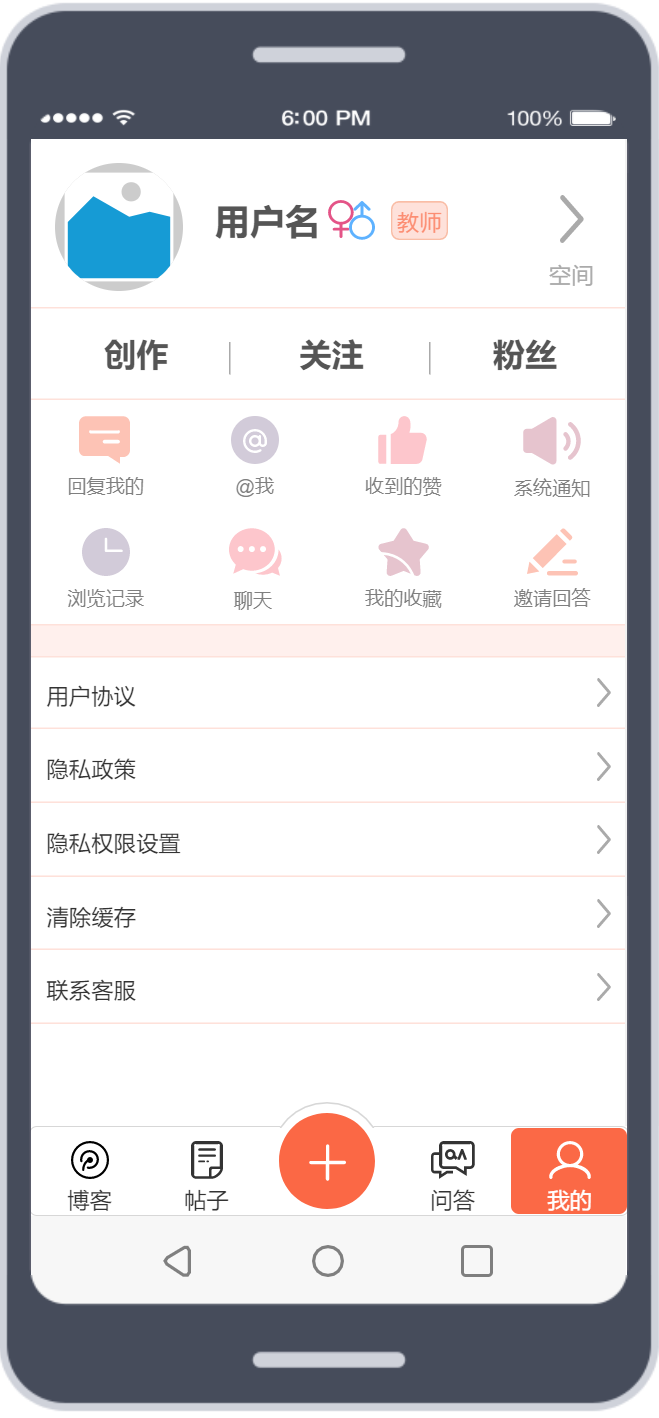 6:00 PM 100%
用户名 教师
空间
创作 关注 粉丝
回复我的 @我 收到的赞 系统通知
浏览记录 聊天 我的收藏 邀请回答
用户协议
隐私政策
隐私权限设置
清除缓存
联系客服
博客 帖子 问答 我的